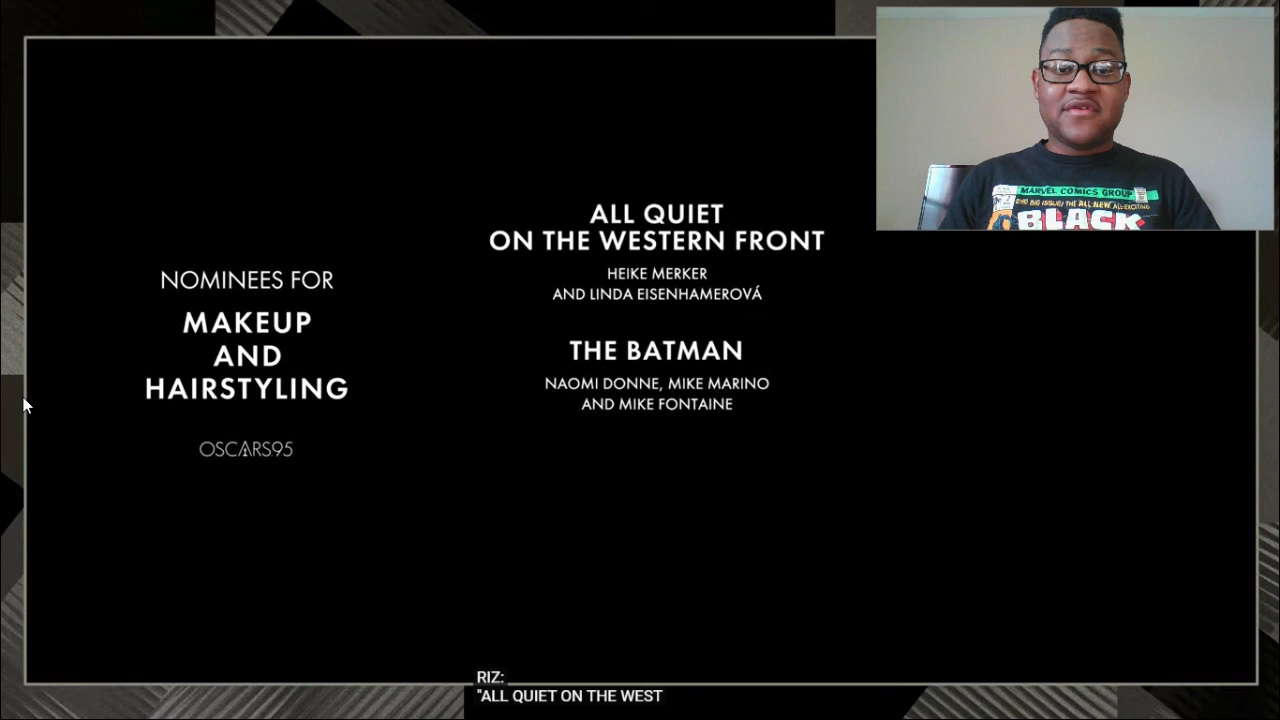 NOMINEES FOR
MAKEUP
AND
HAIRSTYLING
OSCARS95
ALL QUIET
ON THE WESTERN FRONT
HEIKE MERKER
AND LINDA EISENHAMEROVÁ
THE BATMAN
NAOMI DONNE, MIKE MARINO
AND MIKE FONTAINE
MARVEL COMICS GROUP
BLACK
RIZ:
"ALL QUIET ON THE WEST